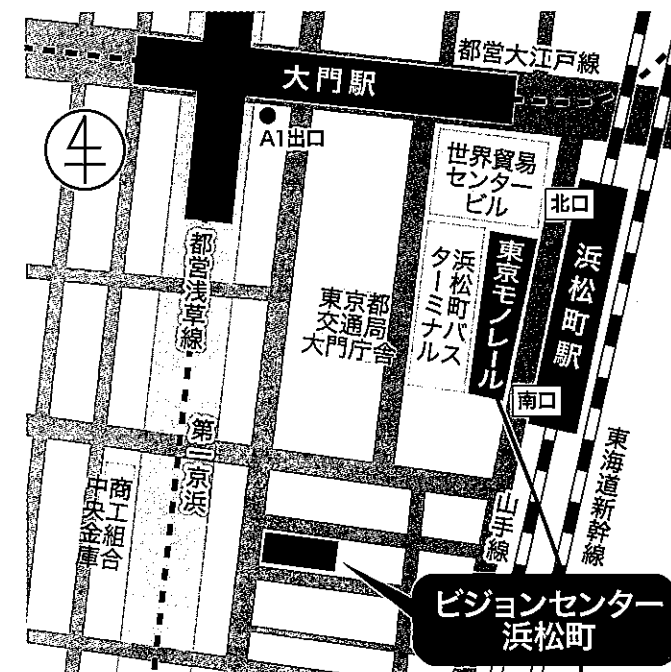 都営大江戸線
大門駅
A1出口
世界貿易
センター
ビル
北口
浜松町駅
東京モノレール
浜松町バス
ターミナル
東京都
交通局
大門庁舎
都営浅草線
南口
第一京浜
東海道新幹線
山手線
商工組合
中央金庫
ビジョンセンター
浜松町